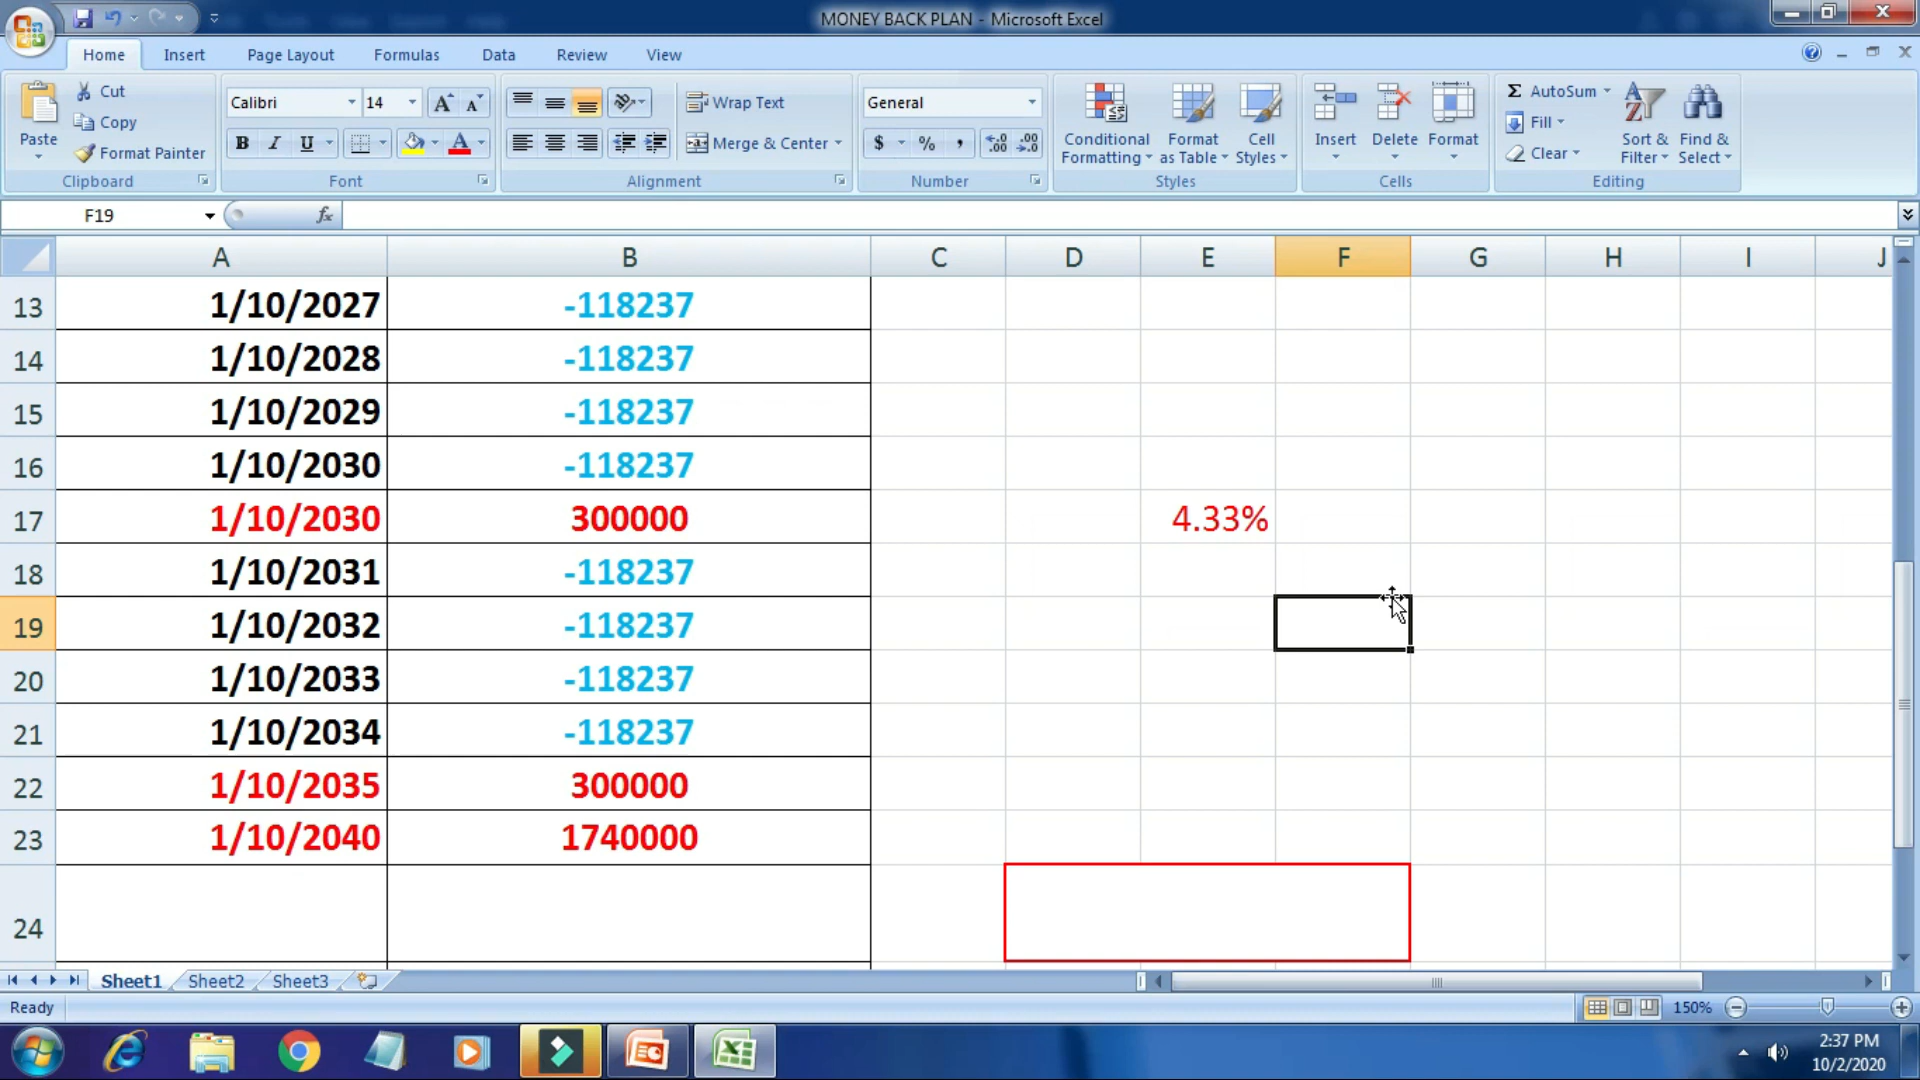 MONEY BACK PLAN - Microsoft Excel
Home Insert Page Layout Formulas Data Review View
Paste
Cut
Copy
Format Painter
Clipboard
Calibri 14
B I U
Font
Wrap Text
Merge & Center
Alignment
General
$ % ,
Number
Conditional Formatting
Format as Table
Cell Styles
Styles
Insert
Delete
Format
Cells
Σ AutoSum
Fill
Clear
Sort & Filter
Find & Select
Editing
F19 fx
A B C D E F G H I J
13 1/10/2027 -118237
14 1/10/2028 -118237
15 1/10/2029 -118237
16 1/10/2030 -118237
17 1/10/2030 300000 4.33%
18 1/10/2031 -118237
19 1/10/2032 -118237
20 1/10/2033 -118237
21 1/10/2034 -118237
22 1/10/2035 300000
23 1/10/2040 1740000
24
Sheet1 Sheet2 Sheet3
Ready 150%
2:37 PM
10/2/2020